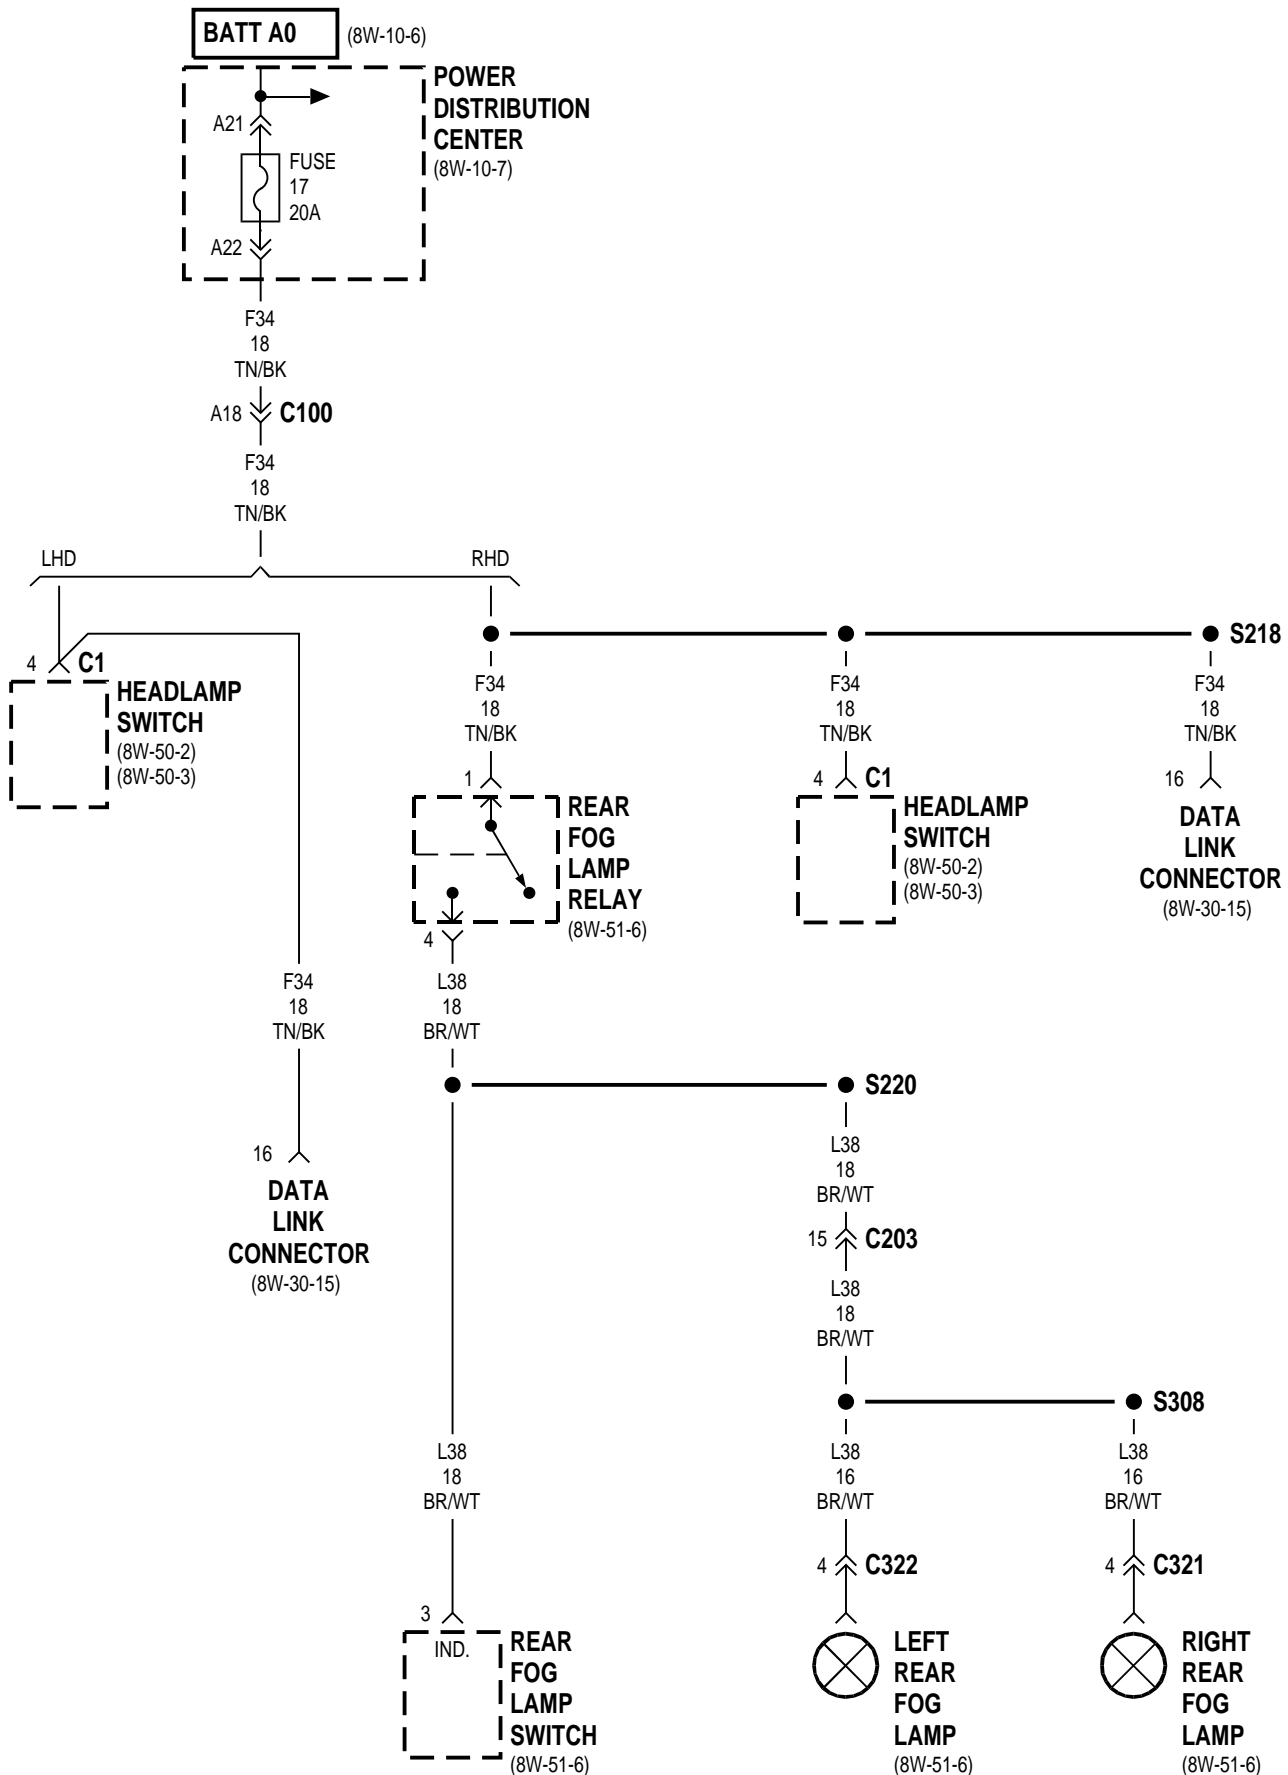 BATT A0
(8W-10-6)
POWER
DISTRIBUTION
CENTER
(8W-10-7)
A21
FUSE
17
20A
A22
F34
18
TN/BK
A18
C100
F34
18
TN/BK
LHD
RHD
S218
4
C1
HEADLAMP
SWITCH
(8W-50-2)
(8W-50-3)
F34
18
TN/BK
F34
18
TN/BK
F34
18
TN/BK
1
REAR
FOG
LAMP
RELAY
(8W-51-6)
4
C1
HEADLAMP
SWITCH
(8W-50-2)
(8W-50-3)
16
DATA
LINK
CONNECTOR
(8W-30-15)
4
F34
18
TN/BK
L38
18
BR/WT
S220
16
DATA
LINK
CONNECTOR
(8W-30-15)
L38
18
BR/WT
15
C203
L38
18
BR/WT
S308
L38
18
BR/WT
L38
16
BR/WT
L38
16
BR/WT
4
C322
4
C321
3
IND.
REAR
FOG
LAMP
SWITCH
(8W-51-6)
LEFT
REAR
FOG
LAMP
(8W-51-6)
RIGHT
REAR
FOG
LAMP
(8W-51-6)